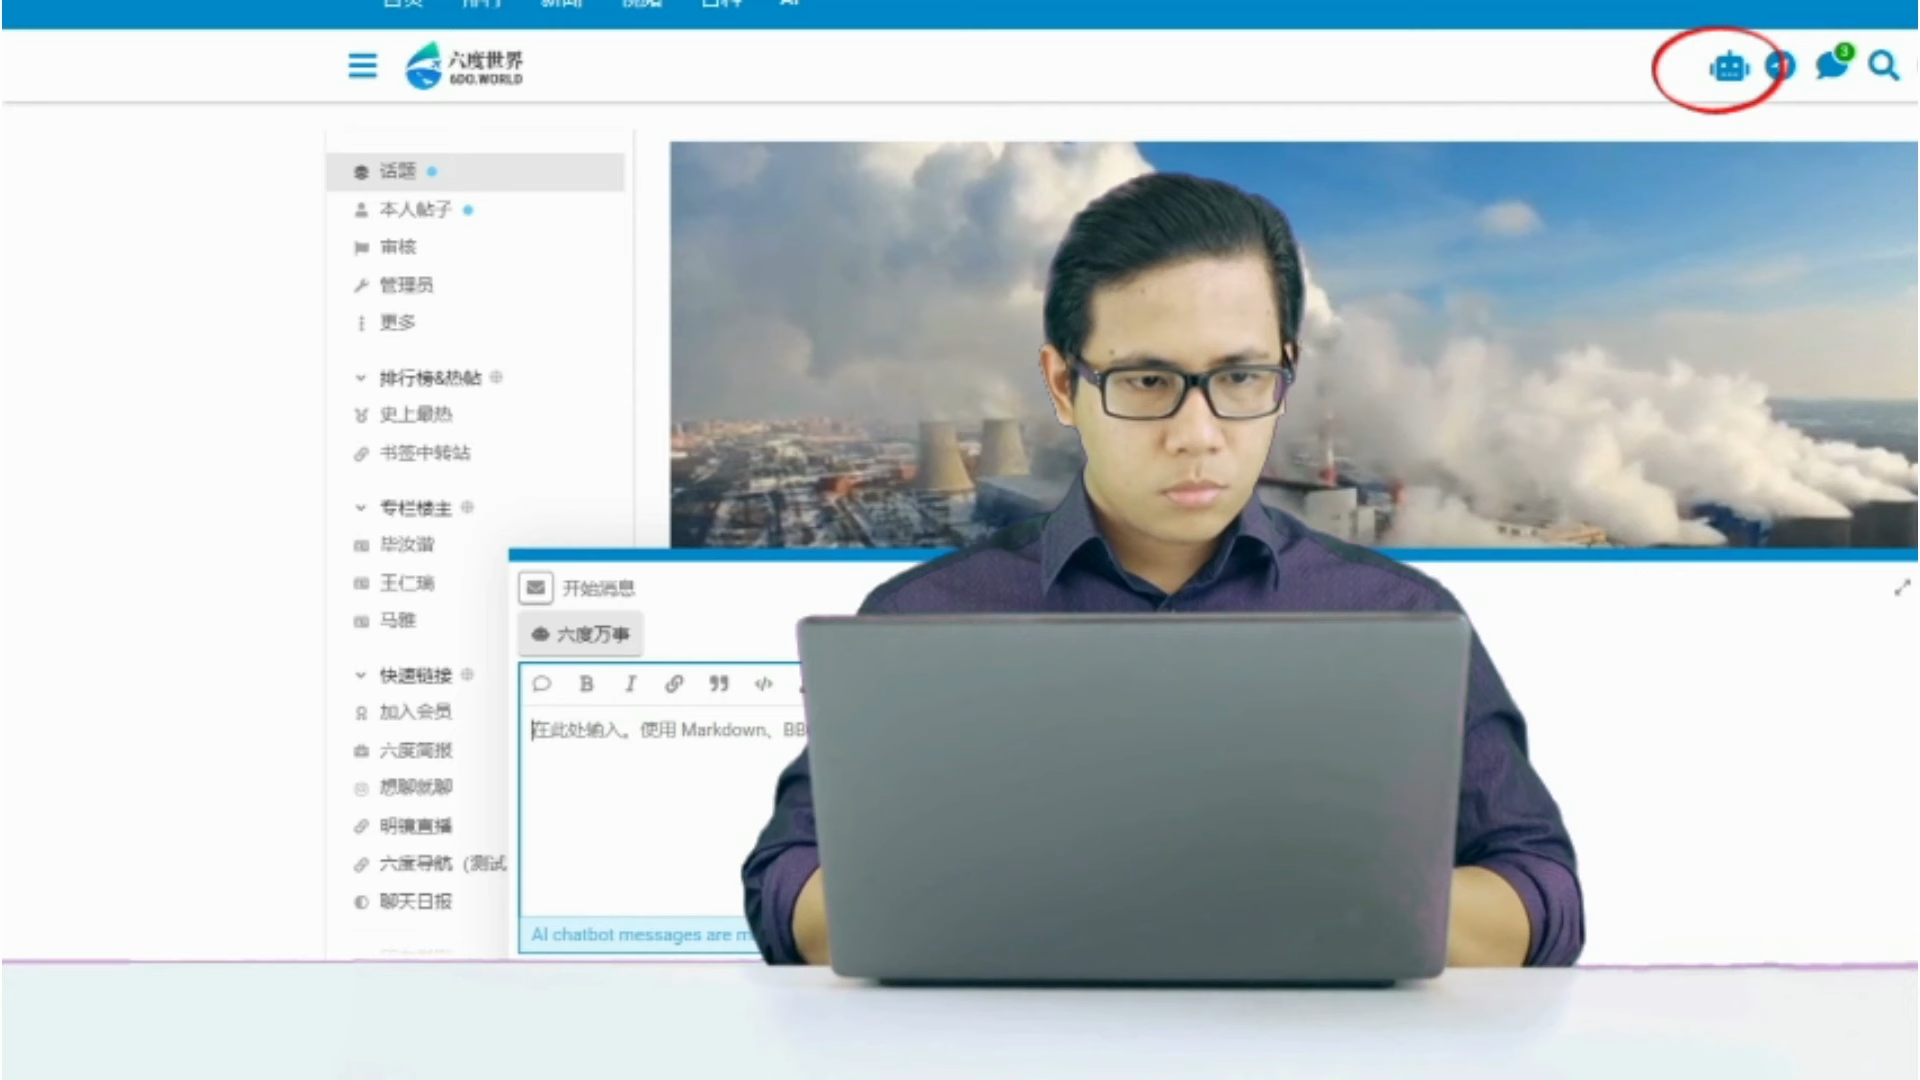 六度世界
6DO.WORLD
3
话题
本人帖子
审核
管理员
更多
排行榜&热帖
史上最热
书签中转站
专栏楼主
毕汝谐
王仁瑞
马雅
快速链接
加入会员
六度简报
想聊就聊
明镜直播
六度导航（测试
聊天日报
开始消息
六度万事
B I
在此处输入。使用 Markdown、BB
AI chatbot messages are m